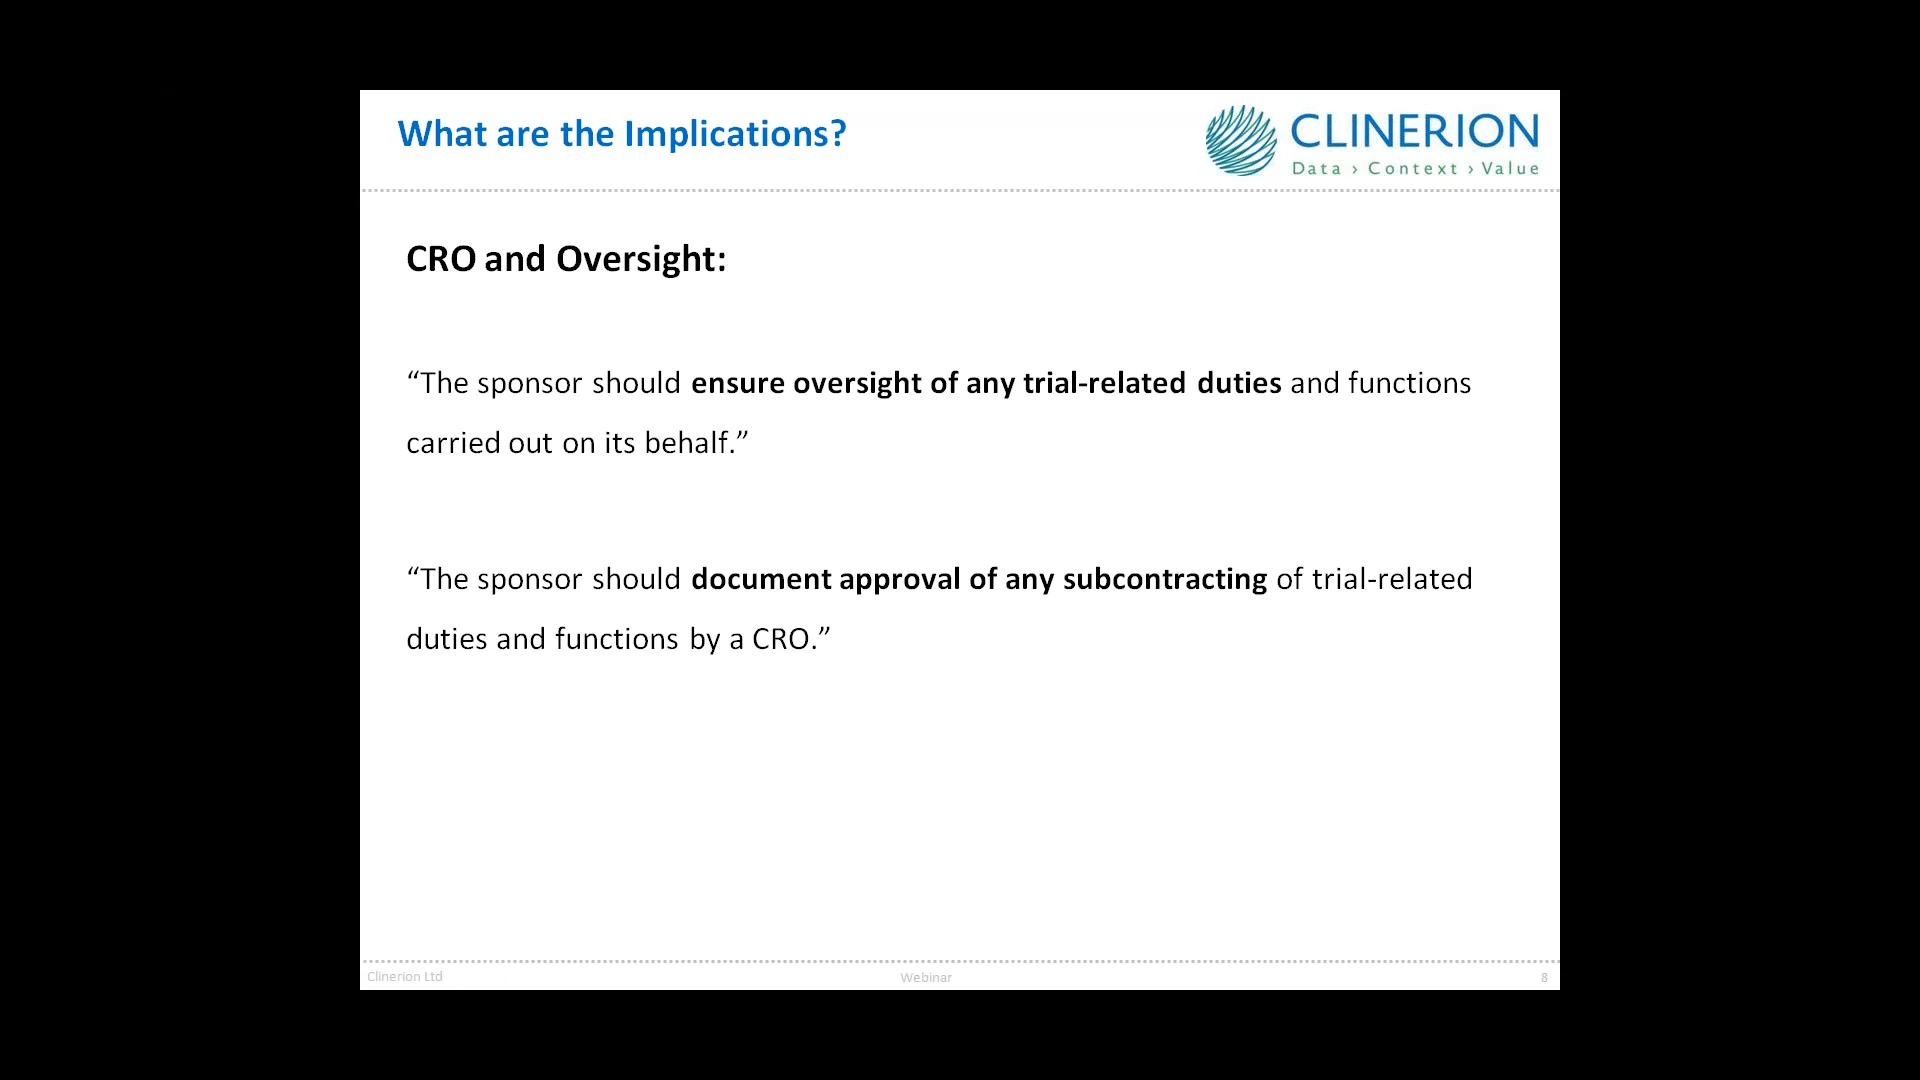 What are the Implications?
CLINERION
Data › Context › Value
CRO and Oversight:
“The sponsor should ensure oversight of any trial-related duties and functions
carried out on its behalf.”
“The sponsor should document approval of any subcontracting of trial-related
duties and functions by a CRO.”
Clinerion Ltd
Webinar
8